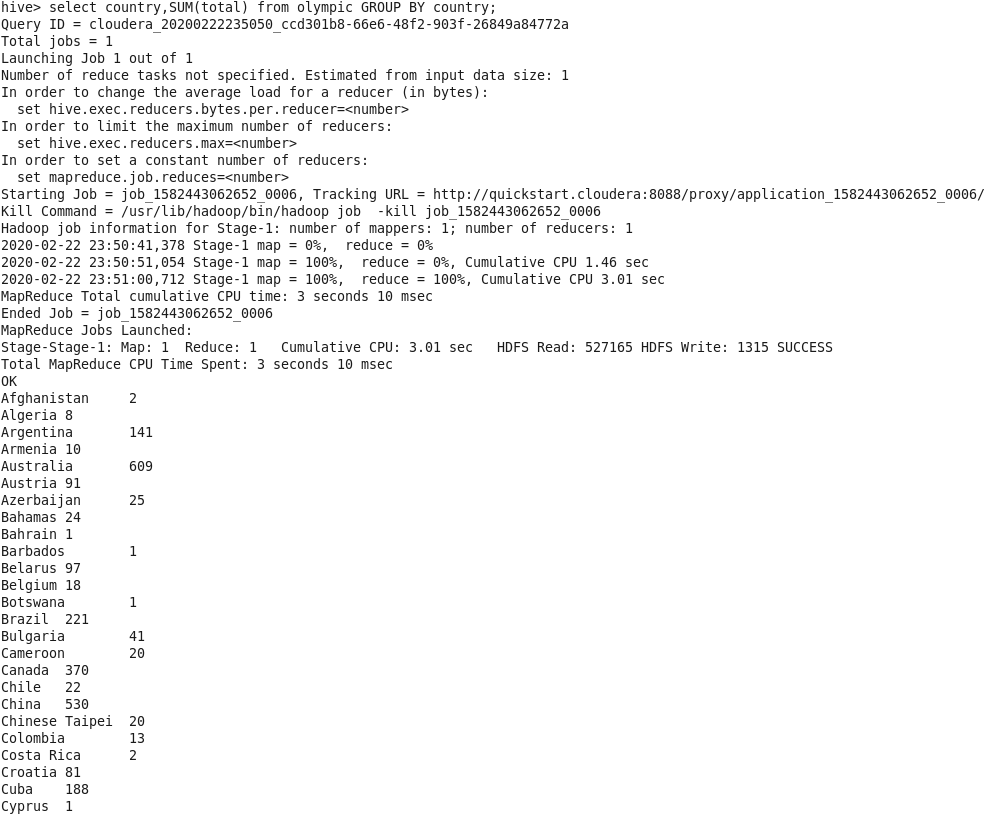 hive> select country,SUM(total) from olympic GROUP BY country;
Query ID = cloudera_20200222235050_ccd301b8-66e6-48f2-903f-26849a84772a
Total jobs = 1
Launching Job 1 out of 1
Number of reduce tasks not specified. Estimated from input data size: 1
In order to change the average load for a reducer (in bytes):
  set hive.exec.reducers.bytes.per.reducer=<number>
In order to limit the maximum number of reducers:
  set hive.exec.reducers.max=<number>
In order to set a constant number of reducers:
  set mapreduce.job.reduces=<number>
Starting Job = job_1582443062652_0006, Tracking URL = http://quickstart.cloudera:8088/proxy/application_1582443062652_0006/
Kill Command = /usr/lib/hadoop/bin/hadoop job  -kill job_1582443062652_0006
Hadoop job information for Stage-1: number of mappers: 1; number of reducers: 1
2020-02-22 23:50:41,378 Stage-1 map = 0%,  reduce = 0%
2020-02-22 23:50:51,054 Stage-1 map = 100%,  reduce = 0%, Cumulative CPU 1.46 sec
2020-02-22 23:51:00,712 Stage-1 map = 100%,  reduce = 100%, Cumulative CPU 3.01 sec
MapReduce Total cumulative CPU time: 3 seconds 10 msec
Ended Job = job_1582443062652_0006
MapReduce Jobs Launched:
Stage-Stage-1: Map: 1  Reduce: 1   Cumulative CPU: 3.01 sec   HDFS Read: 527165 HDFS Write: 1315 SUCCESS
Total MapReduce CPU Time Spent: 3 seconds 10 msec
OK
Afghanistan     2
Algeria 8
Argentina       141
Armenia 10
Australia       609
Austria 91
Azerbaijan      25
Bahamas 24
Bahrain 1
Barbados        1
Belarus 97
Belgium 18
Botswana        1
Brazil  221
Bulgaria        41
Cameroon        20
Canada  370
Chile   22
China   530
Chinese Taipei  20
Colombia        13
Costa Rica      2
Croatia 81
Cuba    188
Cyprus  1